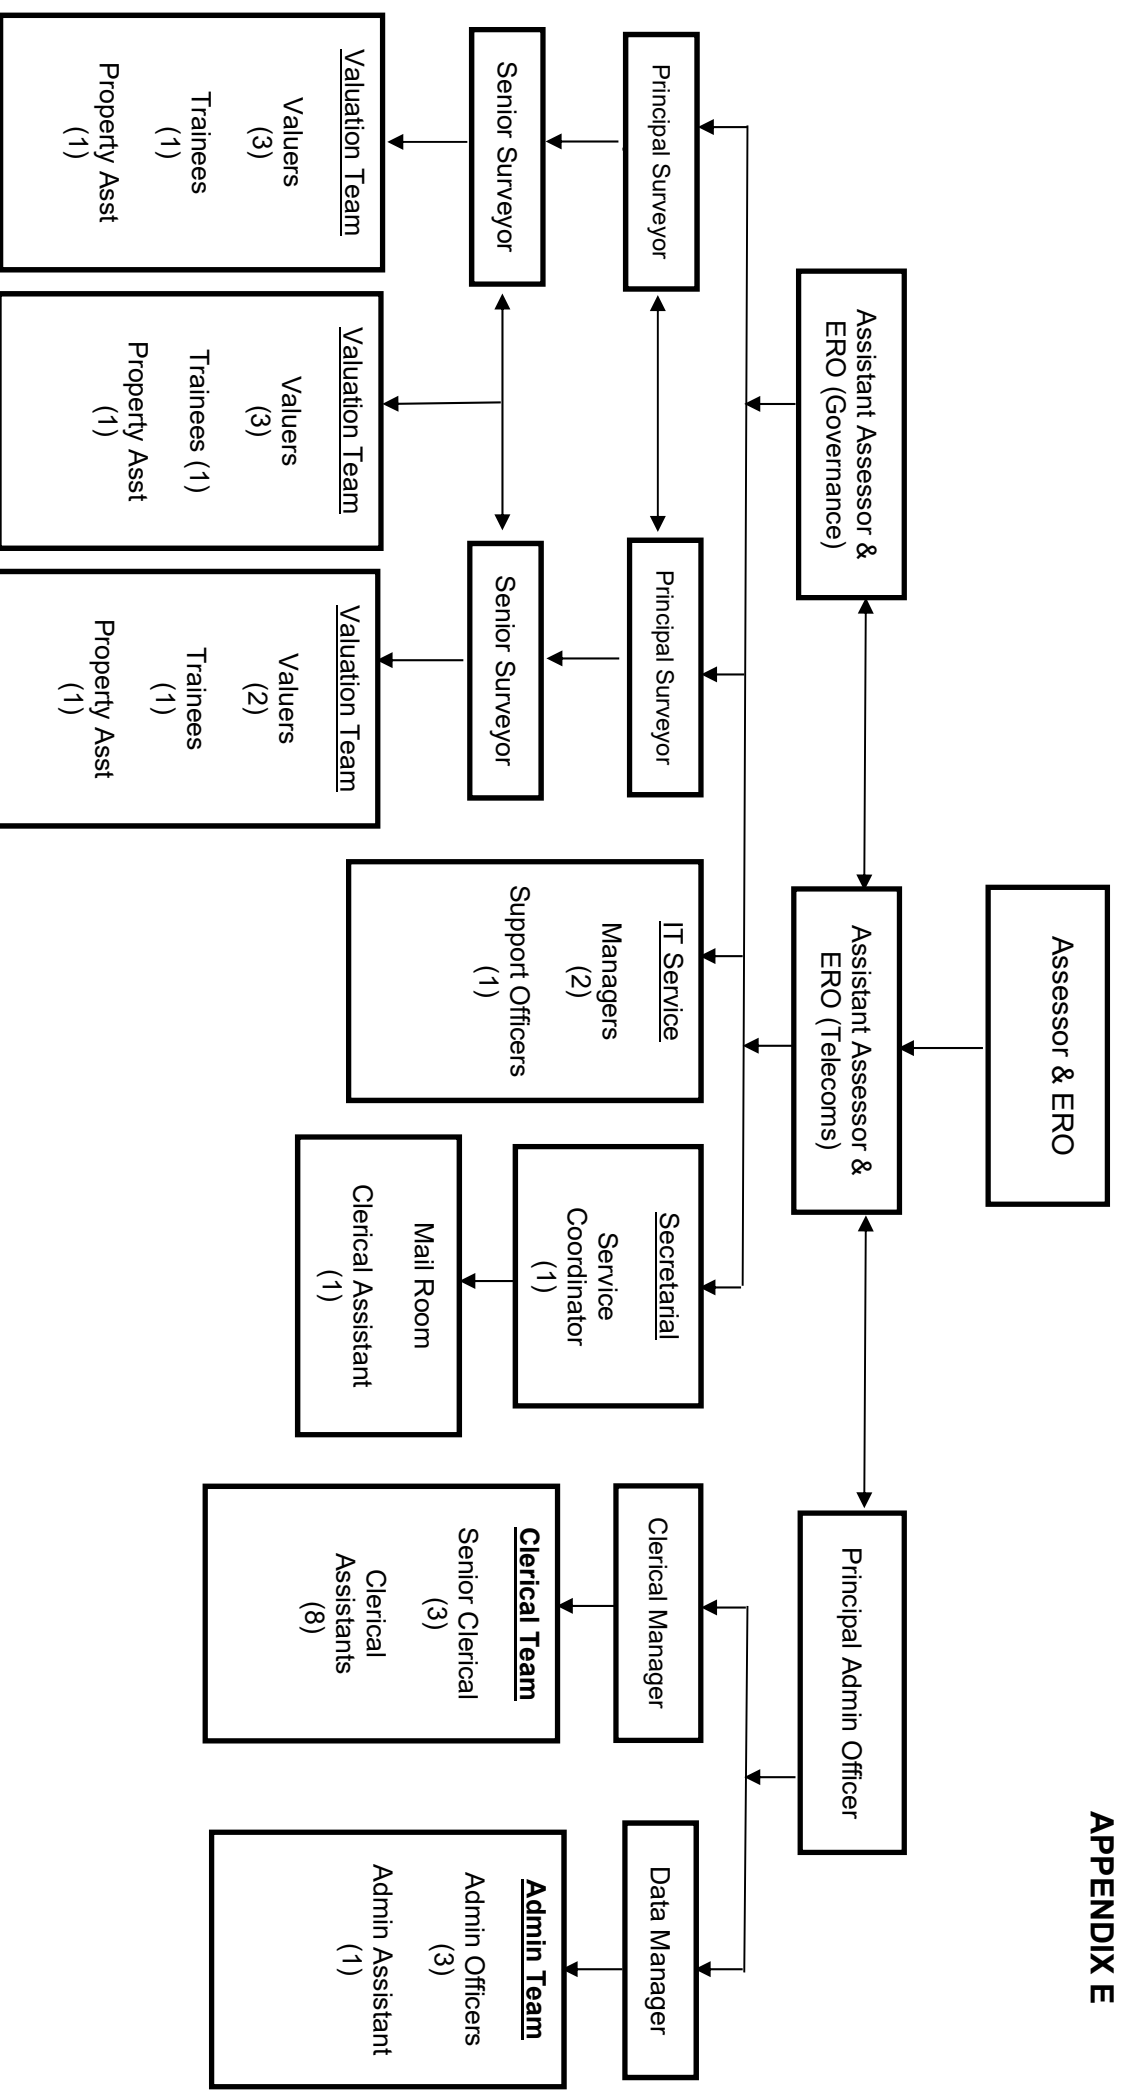 APPENDIX E
Assessor & ERO
Assistant Assessor &
ERO (Governance)
Assistant Assessor &
ERO (Telecoms)
Principal Admin Officer
Principal Surveyor
Principal Surveyor
IT Service
Managers
(2)
Support Officers
(1)
Secretarial
Service
Coordinator
(1)
Clerical Manager
Data Manager
Senior Surveyor
Senior Surveyor
Mail Room
Clerical Assistant
(1)
Clerical Team
Senior Clerical
(3)
Clerical
Assistants
(8)
Admin Team
Admin Officers
(3)
Admin Assistant
(1)
Valuation Team
Valuers
(3)
Trainees
(1)
Property Asst
(1)
Valuation Team
Valuers
(3)
Trainees (1)
Property Asst
(1)
Valuation Team
Valuers
(2)
Trainees
(1)
Property Asst
(1)